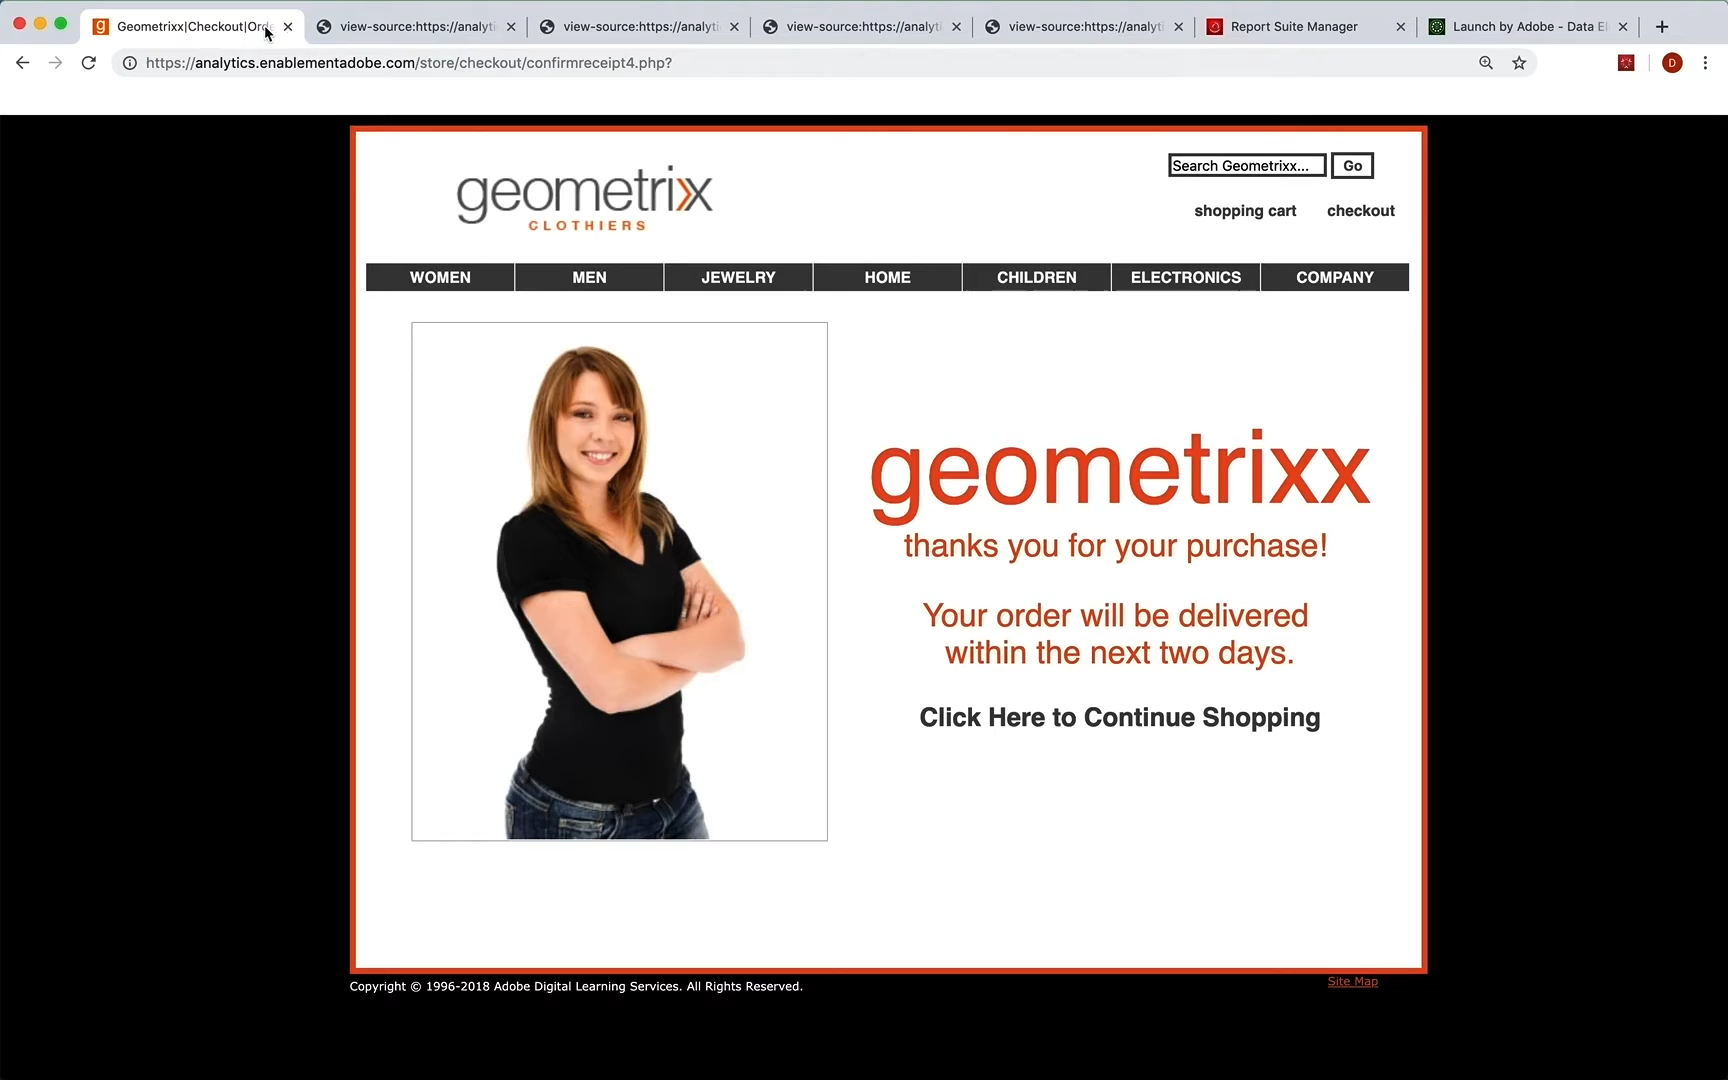 Geometrixx|Checkout|Ord
view-source:https://analyti
view-source:https://analyti
view-source:https://analyti
view-source:https://analyti
Report Suite Manager
Launch by Adobe - Data El
https://analytics.enablementadobe.com/store/checkout/confirmreceipt4.php?
D
geometrixx
CLOTHIERS
Search Geometrixx...
Go
shopping cart
checkout
WOMEN
MEN
JEWELRY
HOME
CHILDREN
ELECTRONICS
COMPANY
geometrixx
thanks you for your purchase!
Your order will be delivered
within the next two days.
Click Here to Continue Shopping
Copyright © 1996-2018 Adobe Digital Learning Services. All Rights Reserved.
Site Map